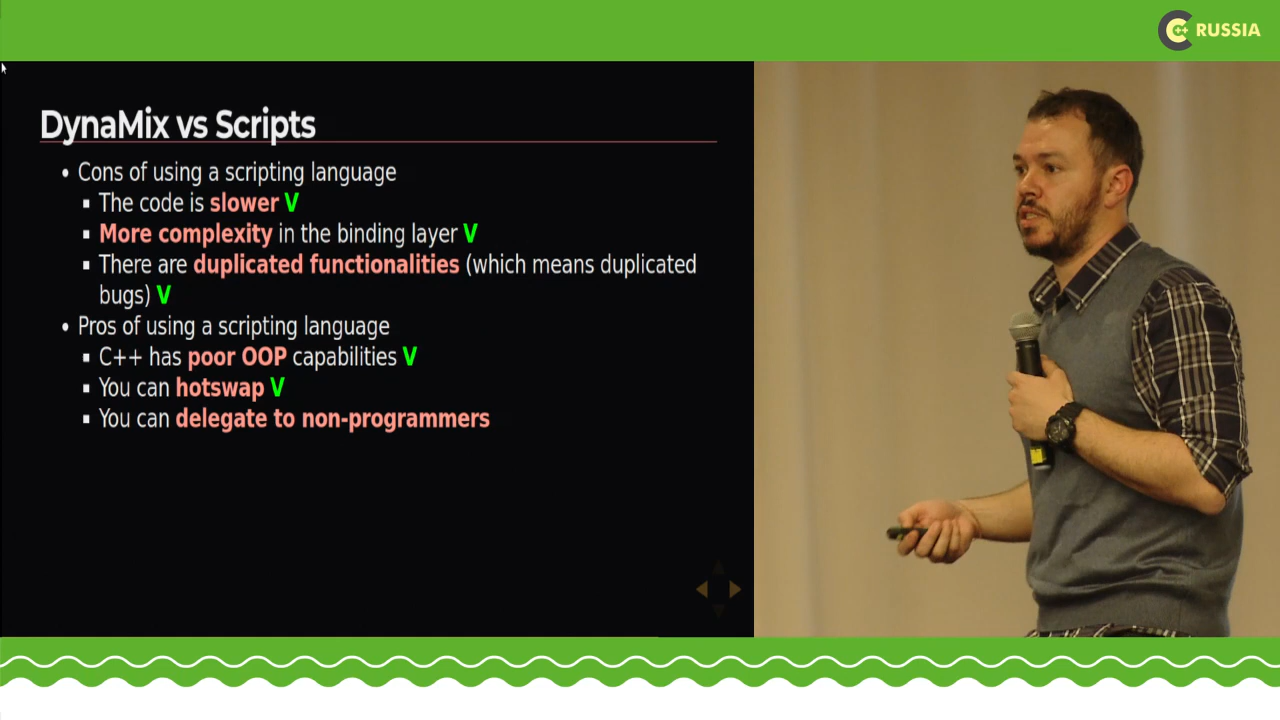 C++ RUSSIA
DynaMix vs Scripts
• Cons of using a scripting language
▪ The code is slower V
▪ More complexity in the binding layer V
▪ There are duplicated functionalities (which means duplicated
bugs) V
• Pros of using a scripting language
▪ C++ has poor OOP capabilities V
▪ You can hotswap V
▪ You can delegate to non-programmers